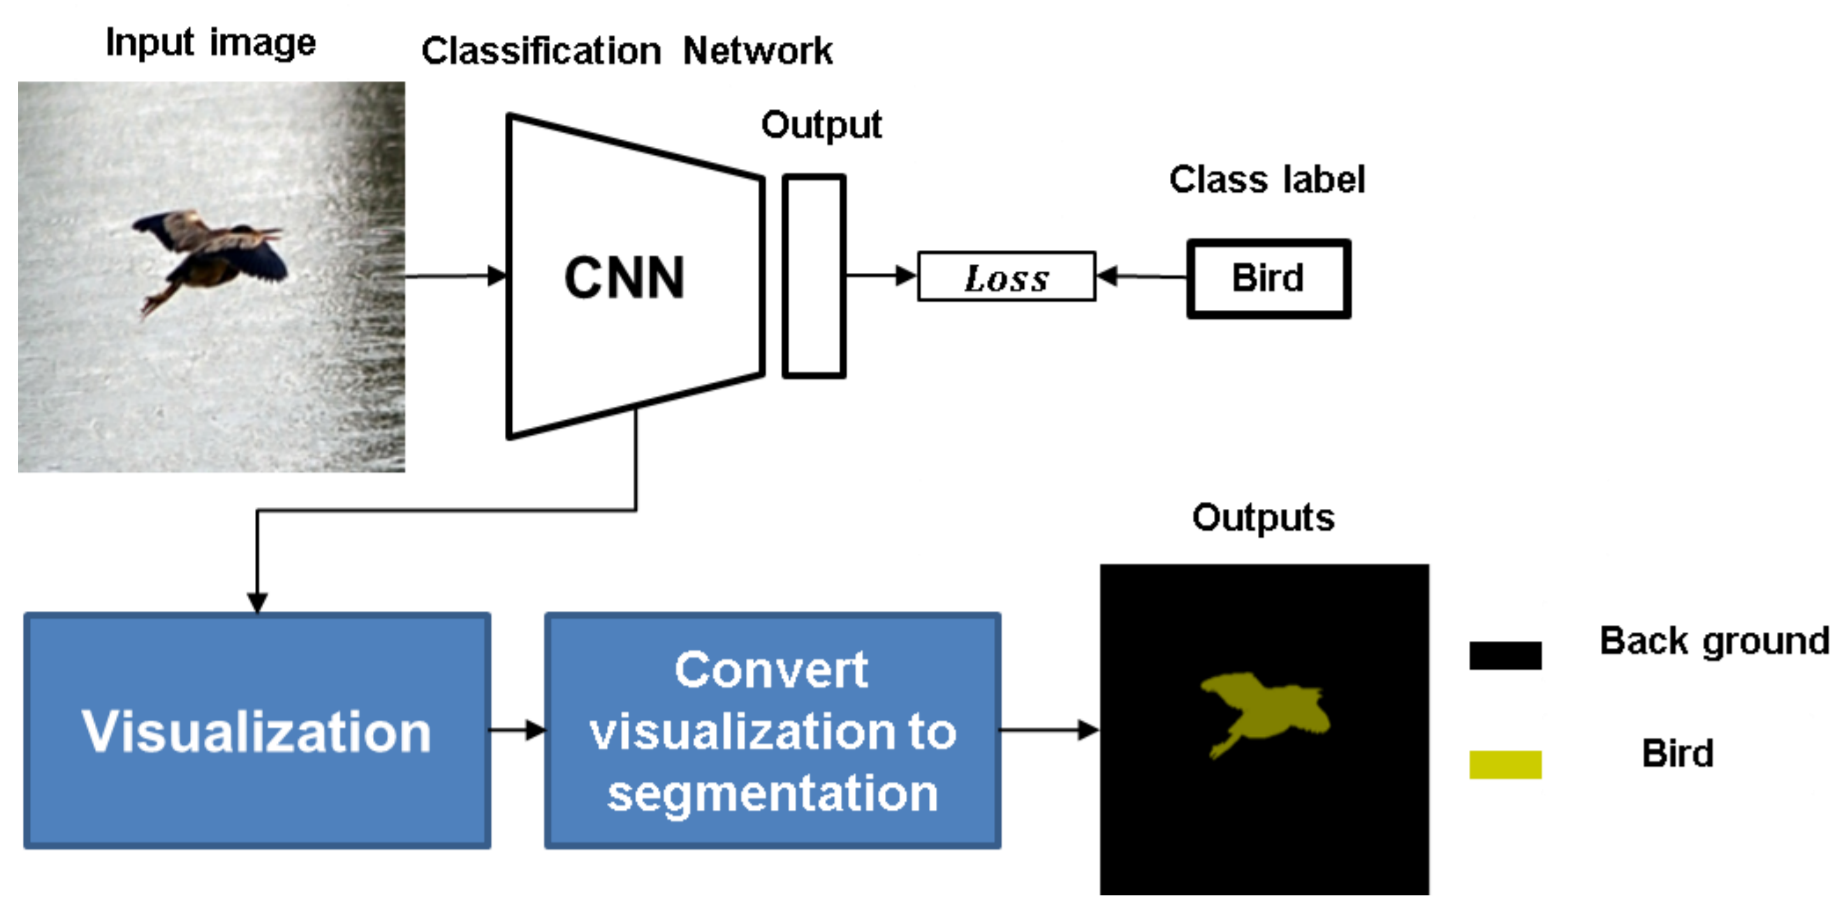 Input image
Classification Network
Output
Class label
CNN
Loss
Bird
Outputs
Visualization
Convert
visualization to
segmentation
Back ground
Bird